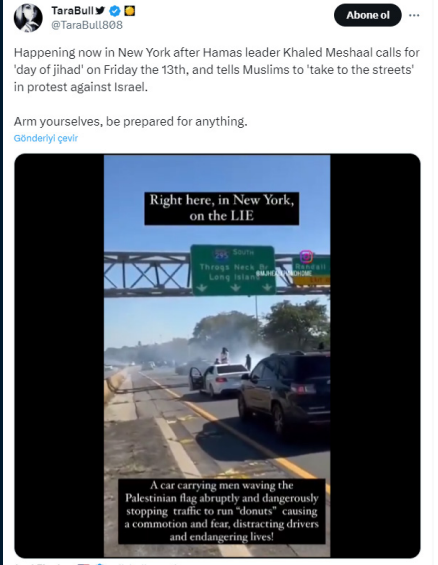 TaraBull
@TaraBull808
Abone ol
Happening now in New York after Hamas leader Khaled Meshaal calls for
'day of jihad' on Friday the 13th, and tells Muslims to 'take to the streets'
in protest against Israel.
Arm yourselves, be prepared for anything.
Gönderiyi çevir
Right here, in New York,
on the LIE
295 SOUTH
Throgs Neck Br
Long Island
Randall
A car carrying men waving the
Palestinian flag abruptly and dangerously
stopping traffic to run "donuts" causing
a commotion and fear, distracting drivers
and endangering lives!